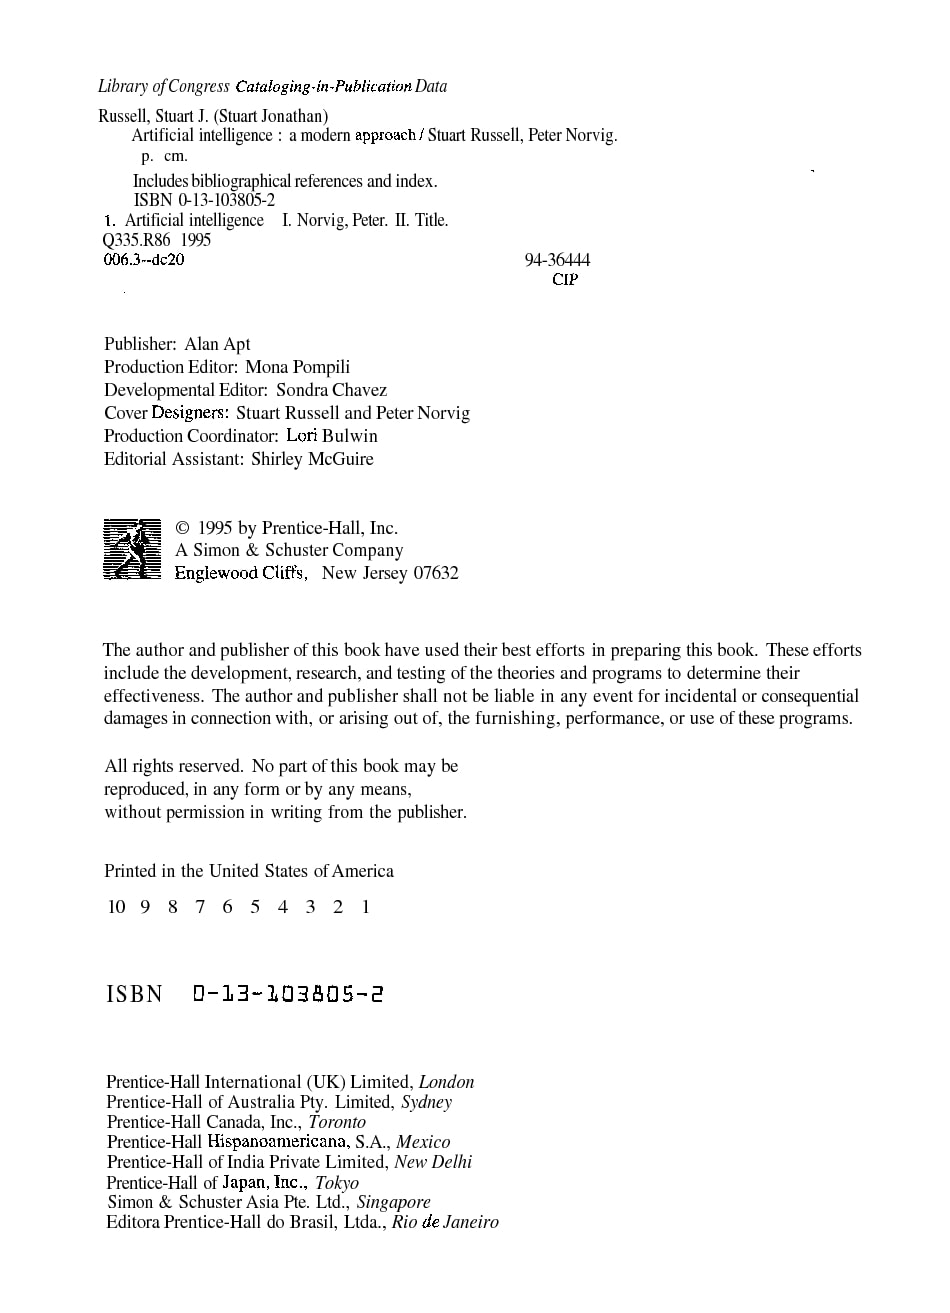 Library of Congress Cataloging-in-Publication Data
Russell, Stuart J. (Stuart Jonathan)
Artificial intelligence : a modern approach / Stuart Russell, Peter Norvig.
p. cm.
Includes bibliographical references and index.
ISBN 0-13-103805-2
1. Artificial intelligence I. Norvig, Peter. II. Title.
Q335.R86 1995
006.3--dc20 94-36444
CIP
Publisher: Alan Apt
Production Editor: Mona Pompili
Developmental Editor: Sondra Chavez
Cover Designers: Stuart Russell and Peter Norvig
Production Coordinator: Lori Bulwin
Editorial Assistant: Shirley McGuire
© 1995 by Prentice-Hall, Inc.
A Simon & Schuster Company
Englewood Cliffs, New Jersey 07632
The author and publisher of this book have used their best efforts in preparing this book. These efforts
include the development, research, and testing of the theories and programs to determine their
effectiveness. The author and publisher shall not be liable in any event for incidental or consequential
damages in connection with, or arising out of, the furnishing, performance, or use of these programs.
All rights reserved. No part of this book may be
reproduced, in any form or by any means,
without permission in writing from the publisher.
Printed in the United States of America
10 9 8 7 6 5 4 3 2 1
ISBN 0-13-103805-2
Prentice-Hall International (UK) Limited, London
Prentice-Hall of Australia Pty. Limited, Sydney
Prentice-Hall Canada, Inc., Toronto
Prentice-Hall Hispanoamericana, S.A., Mexico
Prentice-Hall of India Private Limited, New Delhi
Prentice-Hall of Japan, Inc., Tokyo
Simon & Schuster Asia Pte. Ltd., Singapore
Editora Prentice-Hall do Brasil, Ltda., Rio de Janeiro